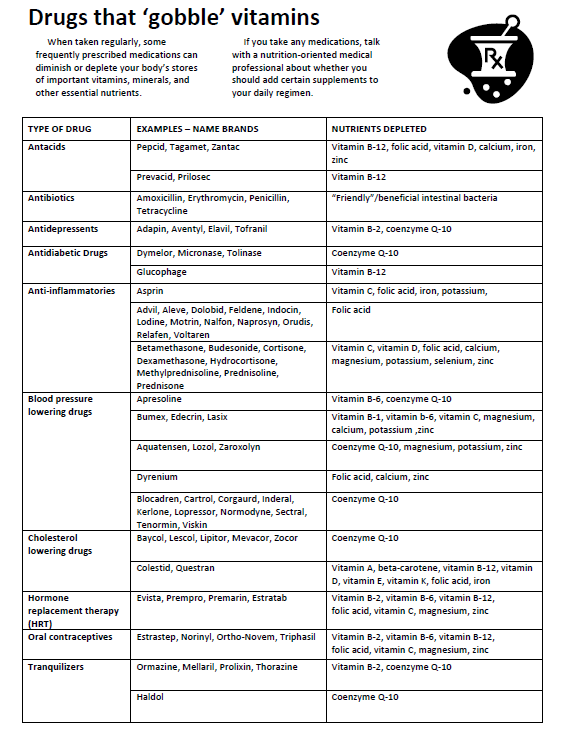 Drugs that ‘gobble’ vitamins
When taken regularly, some
frequently prescribed medications can
diminish or deplete your body’s stores
of important vitamins, minerals, and
other essential nutrients.
If you take any medications, talk
with a nutrition-oriented medical
professional about whether you
should add certain supplements to
your daily regimen.
Rx
TYPE OF DRUG EXAMPLES – NAME BRANDS NUTRIENTS DEPLETED
Antacids Pepcid, Tagamet, Zantac Vitamin B-12, folic acid, vitamin D, calcium, iron,
zinc
Prevacid, Prilosec Vitamin B-12
Antibiotics Amoxicillin, Erythromycin, Penicillin, “Friendly”/beneficial intestinal bacteria
Tetracycline
Antidepressents Adapin, Aventyl, Elavil, Tofranil Vitamin B-2, coenzyme Q-10
Antidiabetic Drugs Dymelor, Micronase, Tolinase Coenzyme Q-10
Glucophage Vitamin B-12
Anti-inflammatories Asprin Vitamin C, folic acid, iron, potassium,
Advil, Aleve, Dolobid, Feldene, Indocin, Folic acid
Lodine, Motrin, Nalfon, Naprosyn, Orudis,
Relafen, Voltaren
Betamethasone, Budesonide, Cortisone, Vitamin C, vitamin D, folic acid, calcium,
Dexamethasone, Hydrocortisone, magnesium, potassium, selenium, zinc
Methylprednisoline, Prednisoline,
Prednisone
Blood pressure Apresoline Vitamin B-6, coenzyme Q-10
lowering drugs Bumex, Edecrin, Lasix Vitamin B-1, vitamin b-6, vitamin C, magnesium,
calcium, potassium ,zinc
Aquatensen, Lozol, Zaroxolyn Coenzyme Q-10, magnesium, potassium, zinc
Dyrenium Folic acid, calcium, zinc
Blocadren, Cartrol, Corgaurd, Inderal, Coenzyme Q-10
Kerlone, Lopressor, Normodyne, Sectral,
Tenormin, Viskin
Cholesterol Baycol, Lescol, Lipitor, Mevacor, Zocor Coenzyme Q-10
lowering drugs
Colestid, Questran Vitamin A, beta-carotene, vitamin B-12, vitamin
D, vitamin E, vitamin K, folic acid, iron
Hormone Evista, Prempro, Premarin, Estratab Vitamin B-2, vitamin B-6, vitamin B-12,
replacement therapy folic acid, vitamin C, magnesium, zinc
(HRT)
Oral contraceptives Estrastep, Norinyl, Ortho-Novem, Triphasil Vitamin B-2, vitamin B-6, vitamin B-12,
folic acid, vitamin C, magnesium, zinc
Tranquilizers Ormazine, Mellaril, Prolixin, Thorazine Vitamin B-2, coenzyme Q-10
Haldol Coenzyme Q-10